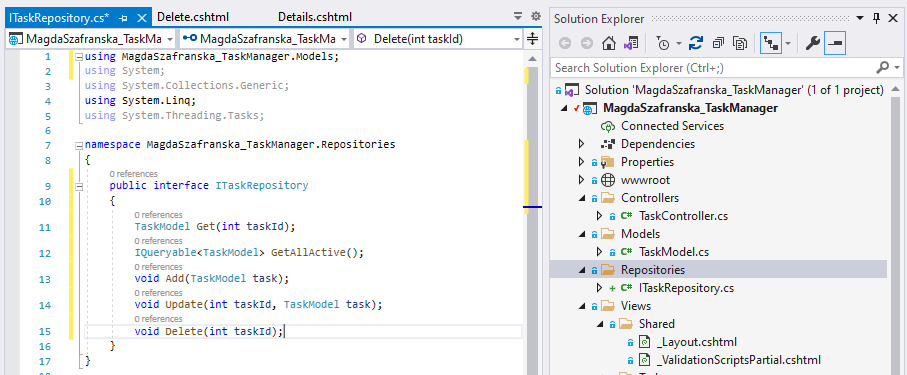 ITaskRepository.cs*
Delete.cshtml
Details.cshtml
MagdaSzafranska_TaskMa
MagdaSzafranska_TaskMa
Delete(int taskId)
1 using MagdaSzafranska_TaskManager.Models;
2 using System;
3 using System.Collections.Generic;
4 using System.Linq;
5 using System.Threading.Tasks;
6
7 namespace MagdaSzafranska_TaskManager.Repositories
8 {
0 references
9 public interface ITaskRepository
10 {
0 references
11 TaskModel Get(int taskId);
0 references
12 IQueryable<TaskModel> GetAllActive();
0 references
13 void Add(TaskModel task);
0 references
14 void Update(int taskId, TaskModel task);
0 references
15 void Delete(int taskId);
16 }
17 }
Solution Explorer
Search Solution Explorer (Ctrl+;)
Solution 'MagdaSzafranska_TaskManager' (1 of 1 project)
MagdaSzafranska_TaskManager
Connected Services
Dependencies
Properties
wwwroot
Controllers
C# TaskController.cs
Models
C# TaskModel.cs
Repositories
C# ITaskRepository.cs
Views
Shared
_Layout.cshtml
_ValidationScriptsPartial.cshtml